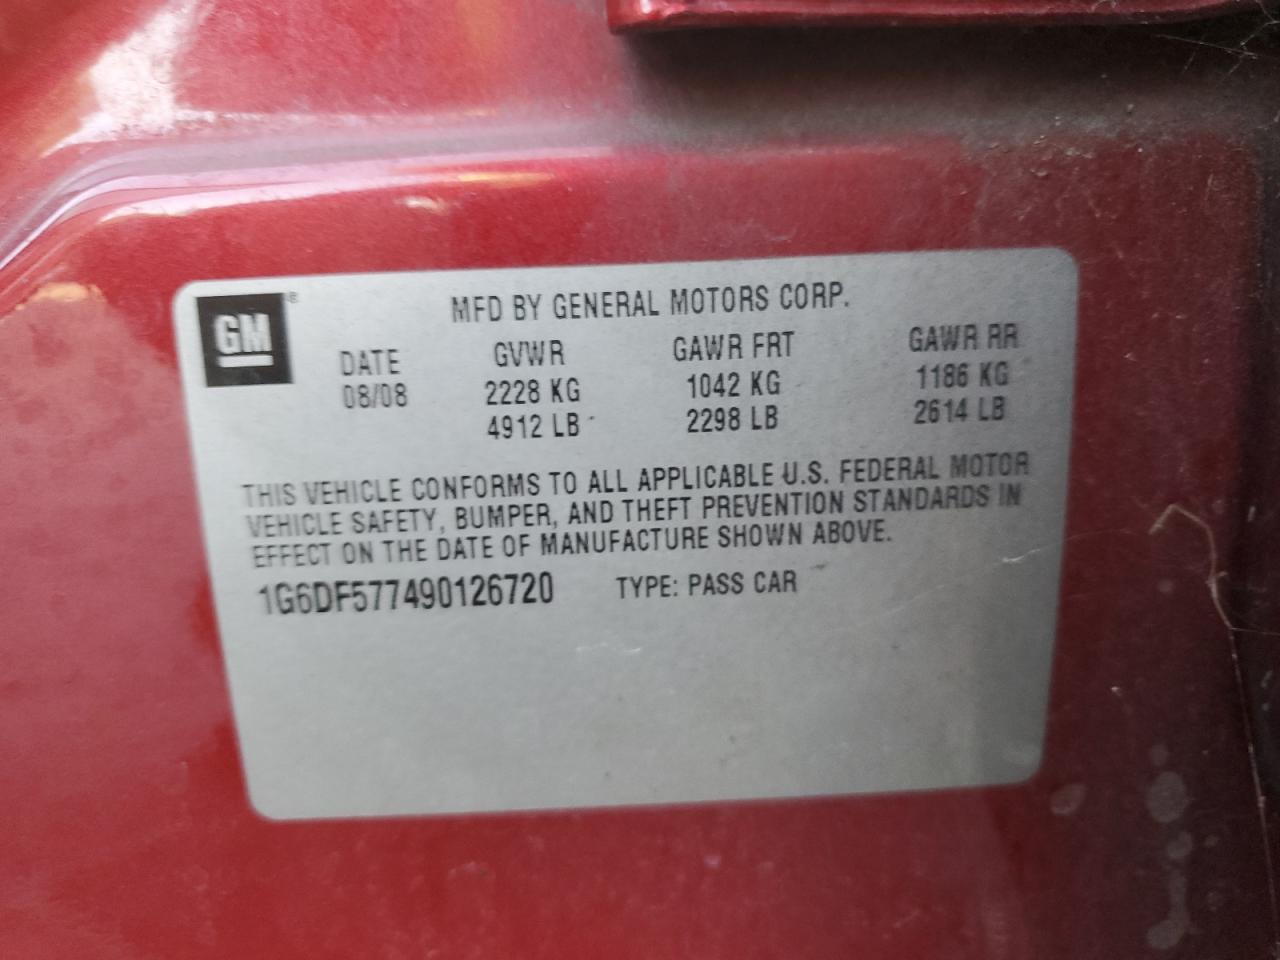 GM ®
MFD BY GENERAL MOTORS CORP.
DATE GVWR GAWR FRT GAWR RR
08/08 2228 KG 1042 KG 1186 KG
4912 LB 2298 LB 2614 LB
THIS VEHICLE CONFORMS TO ALL APPLICABLE U.S. FEDERAL MOTOR
VEHICLE SAFETY, BUMPER, AND THEFT PREVENTION STANDARDS IN
EFFECT ON THE DATE OF MANUFACTURE SHOWN ABOVE.
1G6DF577490126720 TYPE: PASS CAR